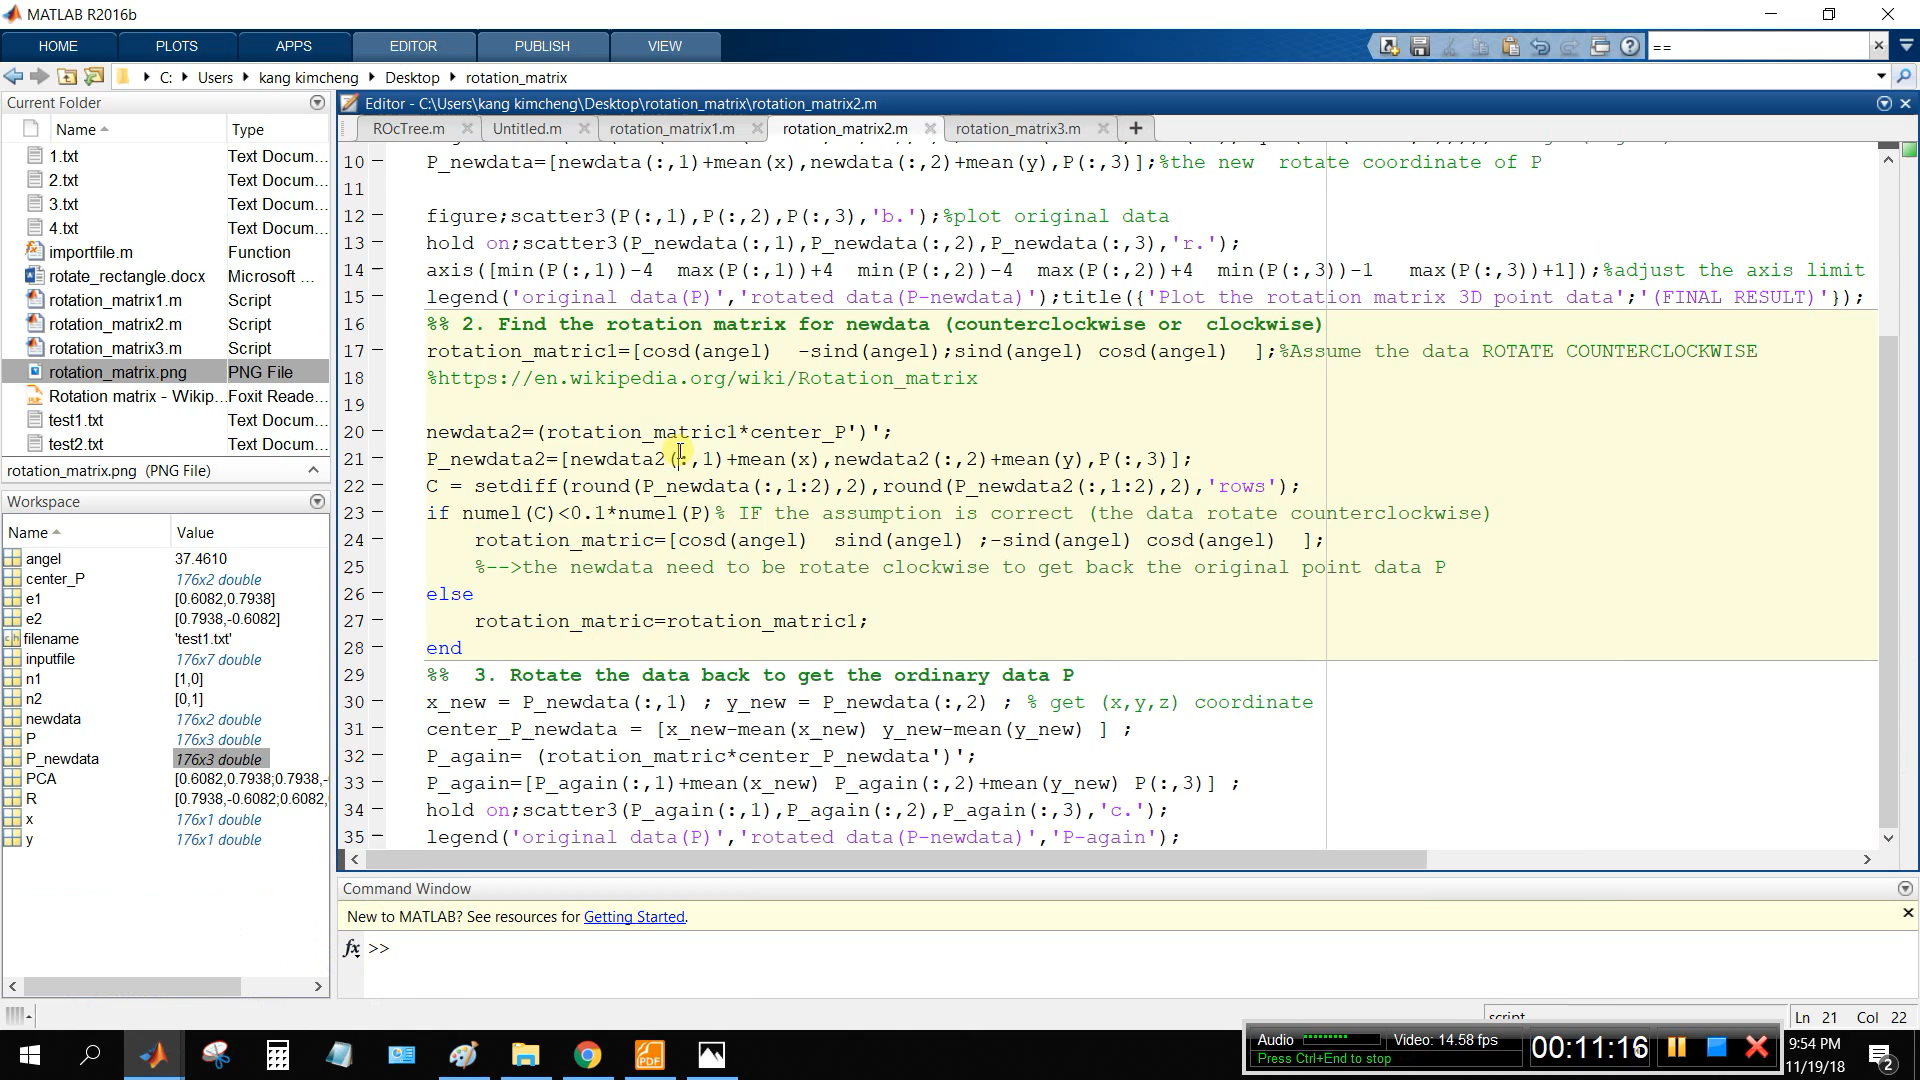 MATLAB R2016b
HOME PLOTS APPS EDITOR PUBLISH VIEW ==
C: Users kang kimcheng Desktop rotation_matrix
Current Folder
Name Type
1.txt Text Docum...
2.txt Text Docum...
3.txt Text Docum...
4.txt Text Docum...
importfile.m Function
rotate_rectangle.docx Microsoft ...
rotation_matrix1.m Script
rotation_matrix2.m Script
rotation_matrix3.m Script
rotation_matrix.png PNG File
Rotation matrix - Wikip... Foxit Reade...
test1.txt Text Docum...
test2.txt Text Docum...
rotation_matrix.png (PNG File)
Workspace
Name Value
angel 37.4610
center_P 176x2 double
e1 [0.6082,0.7938]
e2 [0.7938,-0.6082]
filename 'test1.txt'
inputfile 176x7 double
n1 [1,0]
n2 [0,1]
newdata 176x2 double
P 176x3 double
P_newdata 176x3 double
PCA [0.6082,0.7938;0.7938,-
R [0.7938,-0.6082;0.6082,
x 176x1 double
y 176x1 double
Editor - C:\Users\kang kimcheng\Desktop\rotation_matrix\rotation_matrix2.m
ROcTree.m Untitled.m rotation_matrix1.m rotation_matrix2.m rotation_matrix3.m
10 P_newdata=[newdata(:,1)+mean(x),newdata(:,2)+mean(y),P(:,3)];%the new  rotate coordinate of P
11
12 figure;scatter3(P(:,1),P(:,2),P(:,3),'b.');%plot original data
13 hold on;scatter3(P_newdata(:,1),P_newdata(:,2),P_newdata(:,3),'r.');
14 axis([min(P(:,1))-4  max(P(:,1))+4  min(P(:,2))-4  max(P(:,2))+4  min(P(:,3))-1   max(P(:,3))+1]);%adjust the axis limit
15 legend('original data(P)','rotated data(P-newdata)');title({'Plot the rotation matrix 3D point data';'(FINAL RESULT)'});
16 %% 2. Find the rotation matrix for newdata (counterclockwise or  clockwise)
17 rotation_matric1=[cosd(angel)  -sind(angel);sind(angel) cosd(angel)  ];%Assume the data ROTATE COUNTERCLOCKWISE
18 %https://en.wikipedia.org/wiki/Rotation_matrix
19
20 newdata2=(rotation_matric1*center_P')';
21 P_newdata2=[newdata2(:,1)+mean(x),newdata2(:,2)+mean(y),P(:,3)];
22 C = setdiff(round(P_newdata(:,1:2),2),round(P_newdata2(:,1:2),2),'rows');
23 if numel(C)<0.1*numel(P)% IF the assumption is correct (the data rotate counterclockwise)
24     rotation_matric=[cosd(angel)  sind(angel) ;-sind(angel) cosd(angel)  ];
25     %-->the newdata need to be rotate clockwise to get back the original point data P
26 else
27     rotation_matric=rotation_matric1;
28 end
29 %%  3. Rotate the data back to get the ordinary data P
30 x_new = P_newdata(:,1) ; y_new = P_newdata(:,2) ; % get (x,y,z) coordinate
31 center_P_newdata = [x_new-mean(x_new) y_new-mean(y_new) ] ;
32 P_again= (rotation_matric*center_P_newdata')';
33 P_again=[P_again(:,1)+mean(x_new) P_again(:,2)+mean(y_new) P(:,3)] ;
34 hold on;scatter3(P_again(:,1),P_again(:,2),P_again(:,3),'c.');
35 legend('original data(P)','rotated data(P-newdata)','P-again');
Command Window
New to MATLAB? See resources for Getting Started.
fx >>
script Ln 21 Col 22
Audio Video: 14.58 fps 00:11:16
Press Ctrl+End to stop
PDF
9:54 PM
11/19/18
2